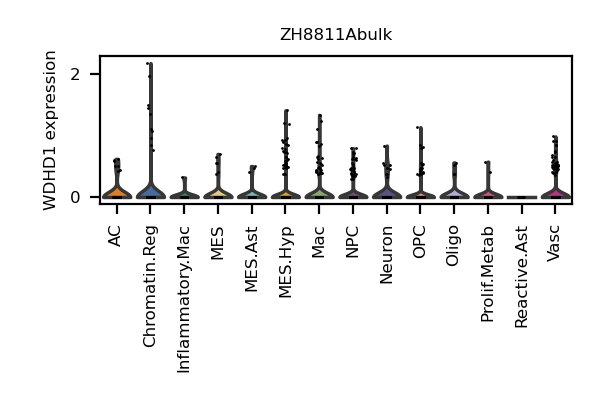 ZH8811Abulk
WDHD1 expression
2
0
AC
Chromatin.Reg
Inflammatory.Mac
MES
MES.Ast
MES.Hyp
Mac
NPC
Neuron
OPC
Oligo
Prolif.Metab
Reactive.Ast
Vasc